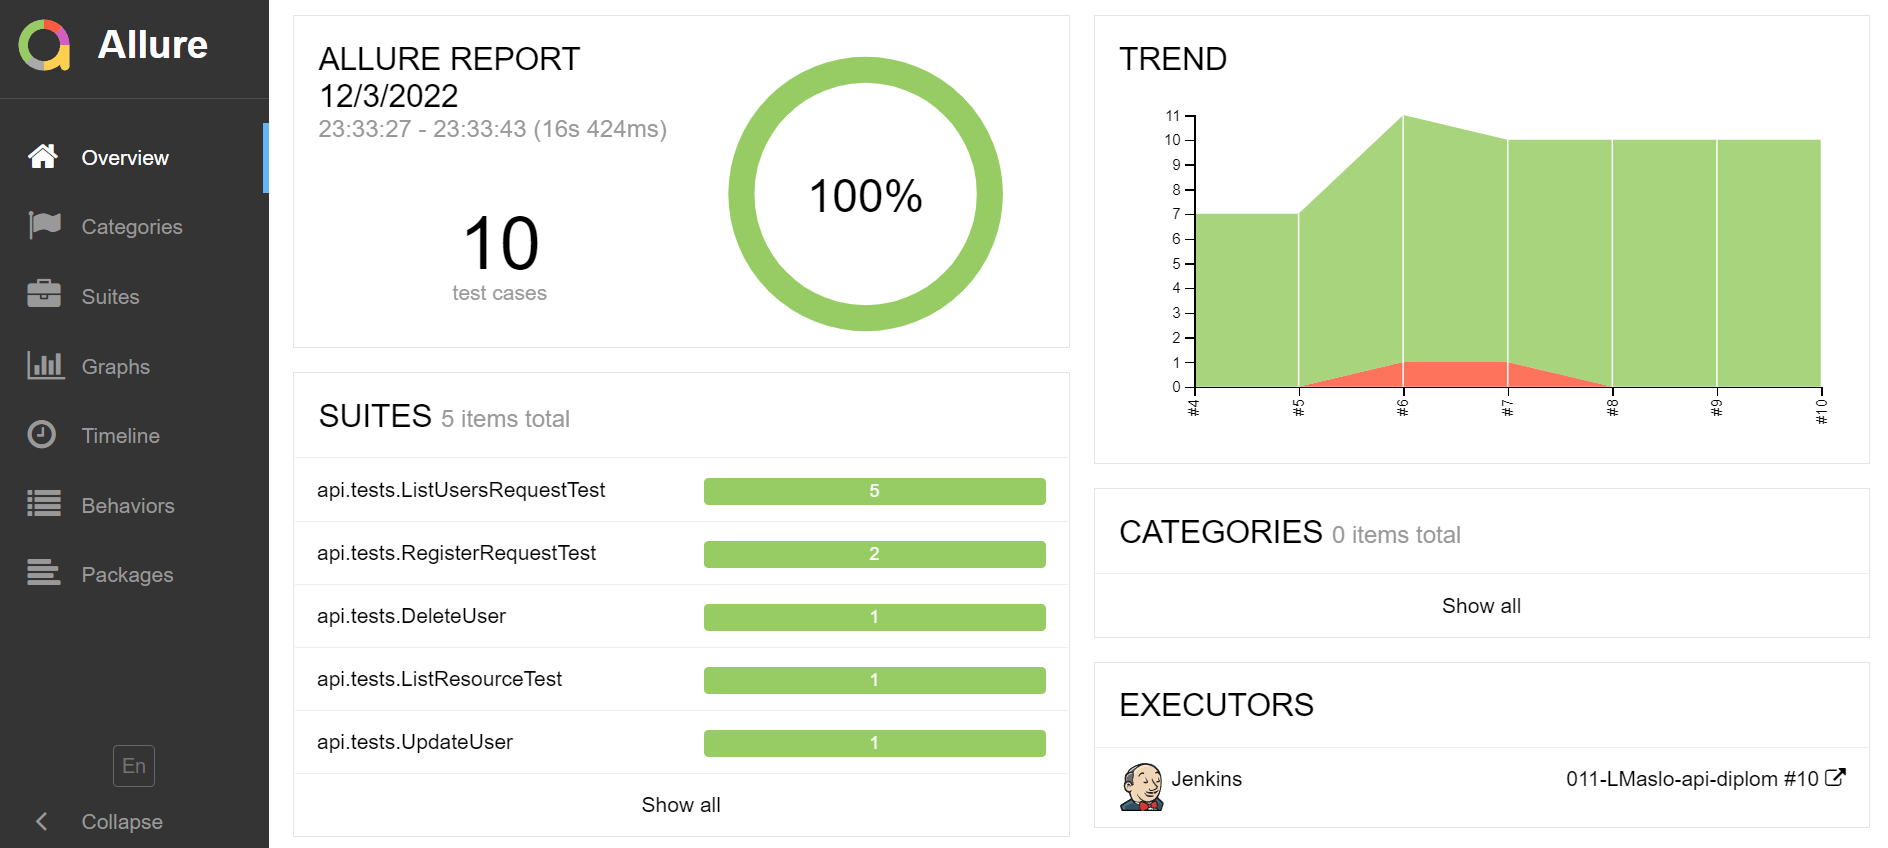 Allure
Overview
Categories
Suites
Graphs
Timeline
Behaviors
Packages
En
Collapse
ALLURE REPORT
12/3/2022
23:33:27 - 23:33:43 (16s 424ms)
10
test cases
100%
SUITES 5 items total
api.tests.ListUsersRequestTest 5
api.tests.RegisterRequestTest 2
api.tests.DeleteUser 1
api.tests.ListResourceTest 1
api.tests.UpdateUser 1
Show all
TREND
11
10
9
8
7
6
5
4
3
2
1
0
#4 #5 #6 #7 #8 #9 #10
CATEGORIES 0 items total
Show all
EXECUTORS
Jenkins 011-LMaslo-api-diplom #10